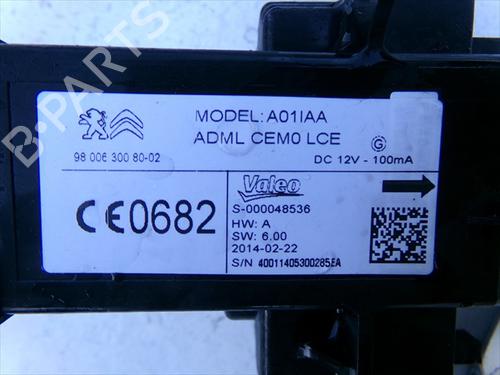 MODEL: A01IAA
ADML CEM0 LCE
G
98 006 300 80-02
DC 12V - 100mA
CE0682
Valeo
S-000048536
HW: A
SW: 6.00
2014-02-22
S/N 40011405300285EA
B-PARTS